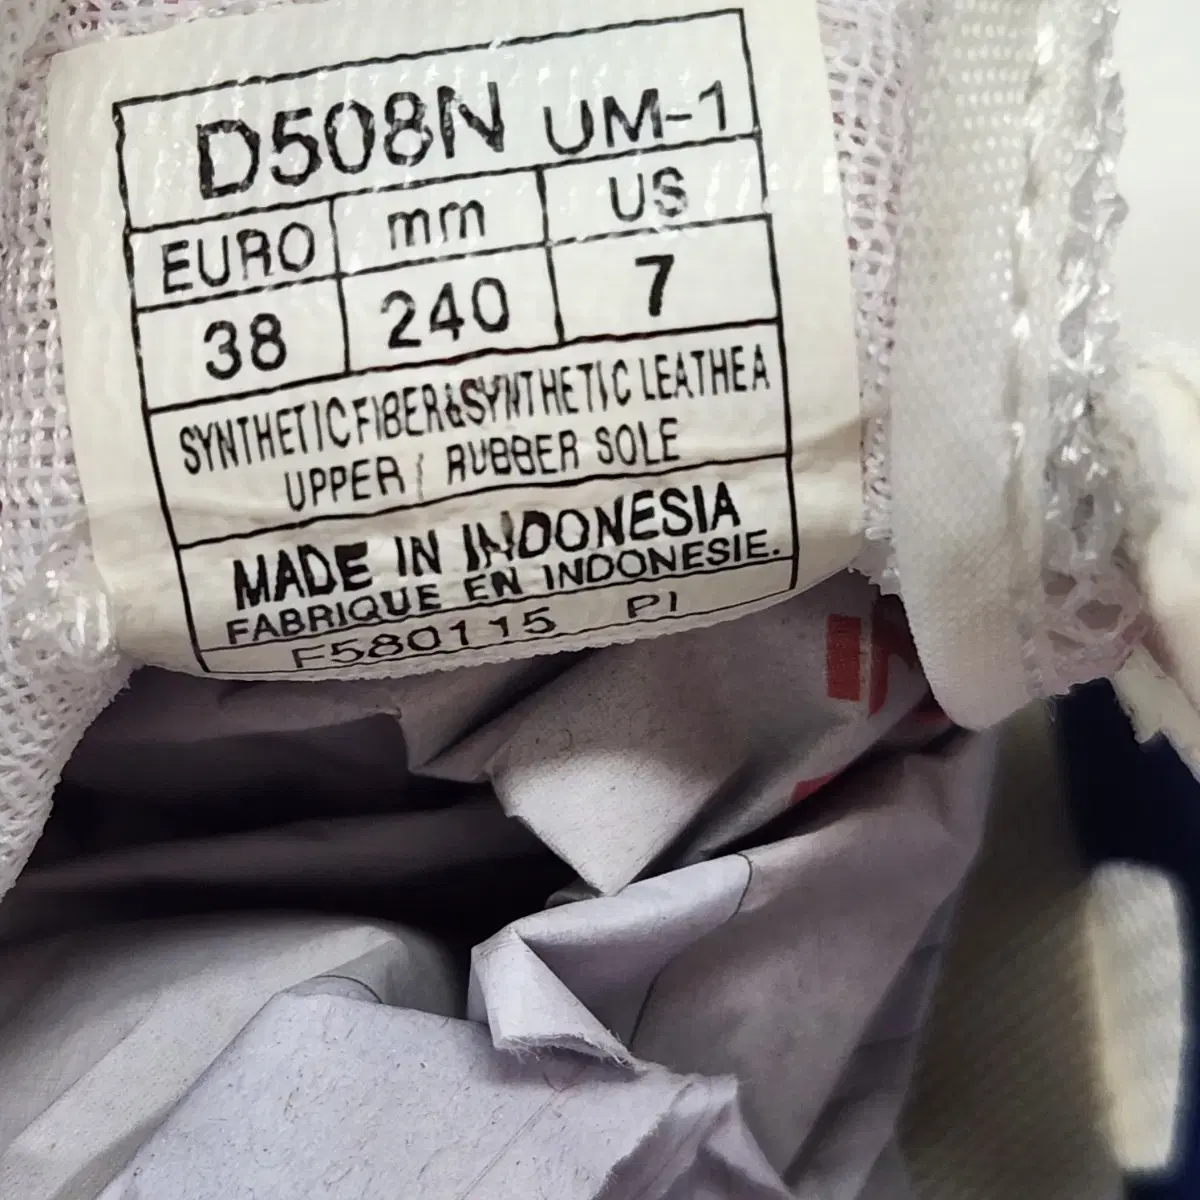 D508N UM-1
EURO mm US
38 240 7
SYNTHETIC FIBER&SYNTHETIC LEATHEA
UPPER / RUBBER SOLE
MADE IN INDONESIA
FABRIQUE EN INDONESIE.
F580115 PI